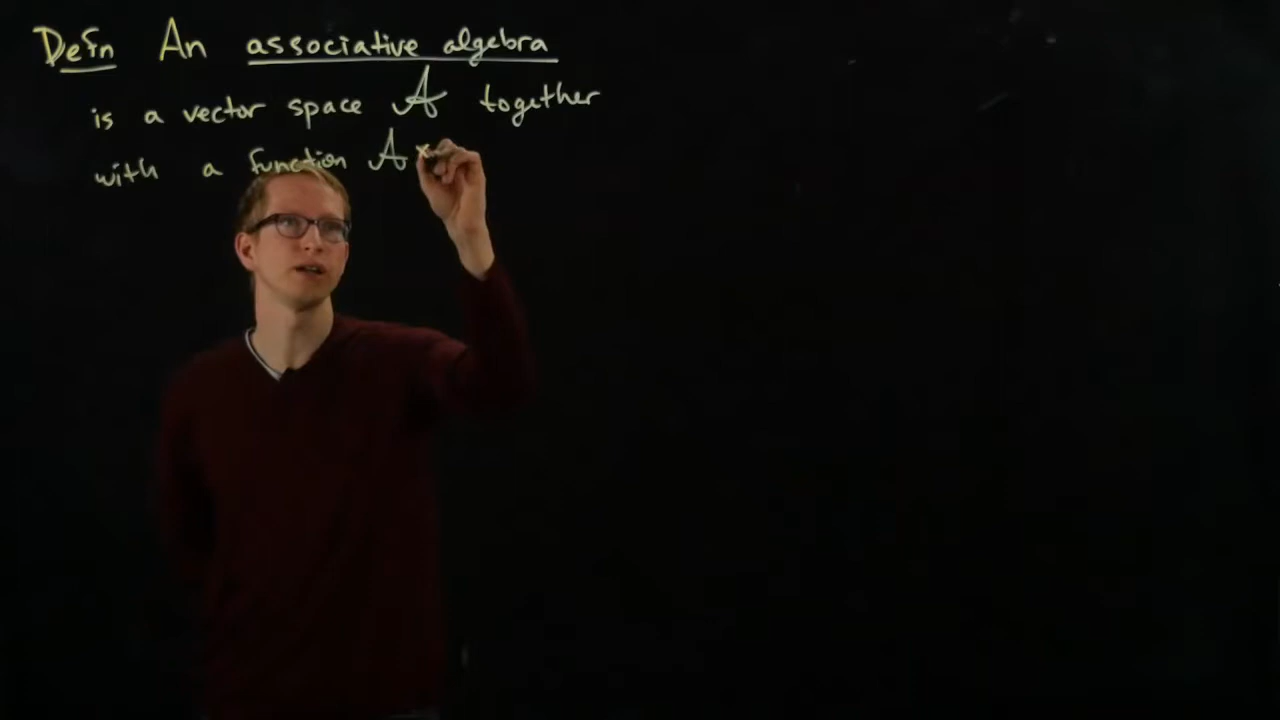 Defn An associative algebra
is a vector space A together
with a function A ×